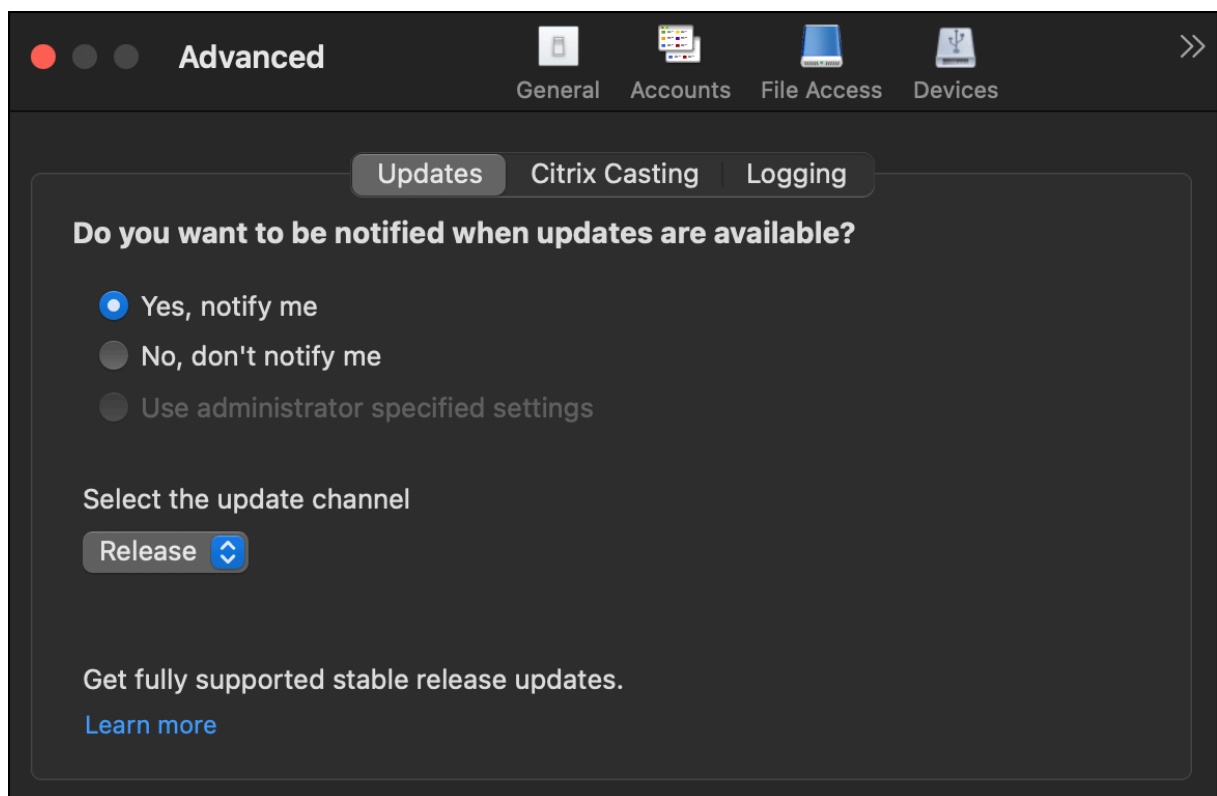 Advanced
General Accounts File Access Devices
Updates Citrix Casting Logging
Do you want to be notified when updates are available?
Yes, notify me
No, don't notify me
Use administrator specified settings
Select the update channel
Release
Get fully supported stable release updates.
Learn more